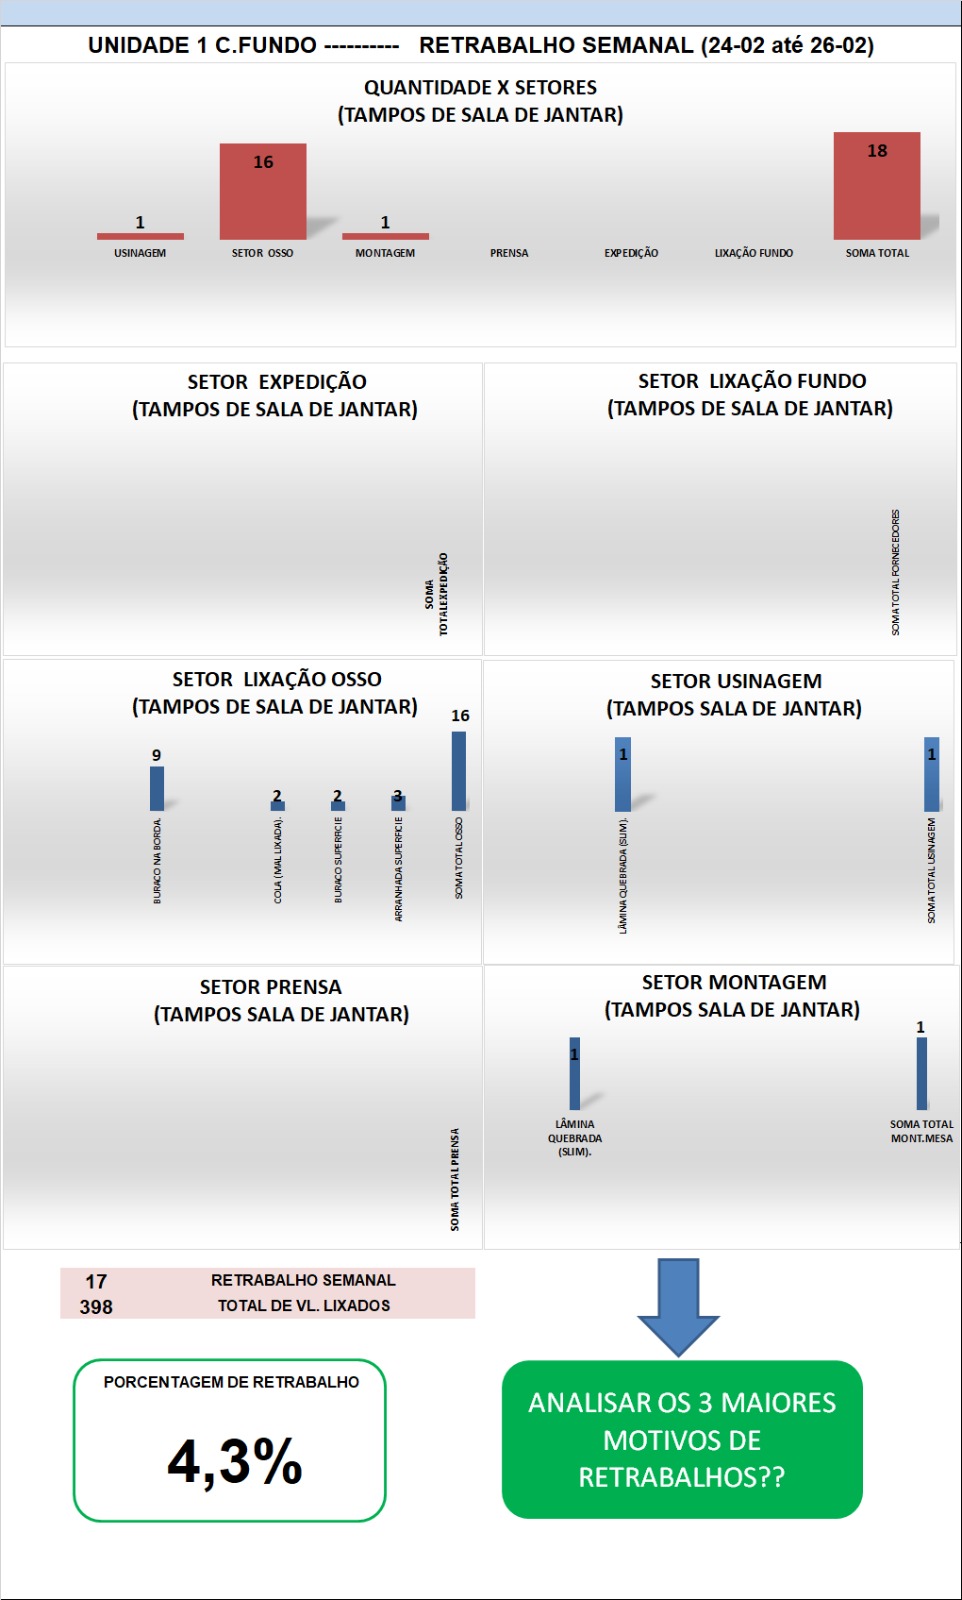 UNIDADE 1 C.FUNDO ---------- RETRABALHO SEMANAL (24-02 até 26-02)
QUANTIDADE X SETORES
(TAMPOS DE SALA DE JANTAR)
1
16
1
18
USINAGEM
SETOR OSSO
MONTAGEM
PRENSA
EXPEDIÇÃO
LIXAÇÃO FUNDO
SOMA TOTAL
SETOR EXPEDIÇÃO
(TAMPOS DE SALA DE JANTAR)
SOMA
TOTALEXPEDIÇÃO
SETOR LIXAÇÃO FUNDO
(TAMPOS DE SALA DE JANTAR)
SOMA TOTAL FORNECEDORES
SETOR LIXAÇÃO OSSO
(TAMPOS DE SALA DE JANTAR)
9
2
2
3
16
BURACO NA BORDA.
COLA (MAL LIXADA).
BURACO SUPERFICIE
ARRANHADA SUPERFICIE
SOMA TOTAL OSSO
SETOR USINAGEM
(TAMPOS SALA DE JANTAR)
1
1
LÂMINA QUEBRADA (SLIM).
SOMA TOTAL USINAGEM
SETOR PRENSA
(TAMPOS SALA DE JANTAR)
SOMA TOTAL PRENSA
SETOR MONTAGEM
(TAMPOS SALA DE JANTAR)
1
1
LÂMINA
QUEBRADA
(SLIM).
SOMA TOTAL
MONT.MESA
17 RETRABALHO SEMANAL
398 TOTAL DE VL. LIXADOS
PORCENTAGEM DE RETRABALHO
4,3%
ANALISAR OS 3 MAIORES
MOTIVOS DE
RETRABALHOS??